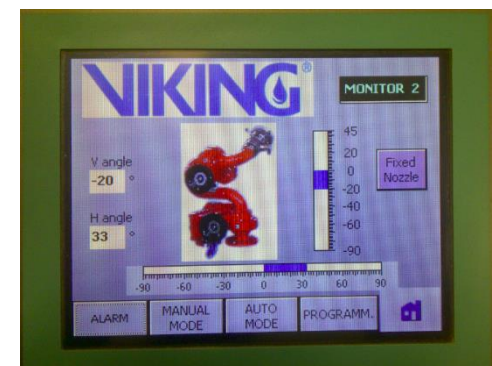 VIKING®
MONITOR 2
V angle
-20 °
H angle
33 °
45
20
0
-20
-40
-60
-90
Fixed
Nozzle
-90 -60 -30 0 30 60 90
ALARM
MANUAL
MODE
AUTO
MODE
PROGRAMM.